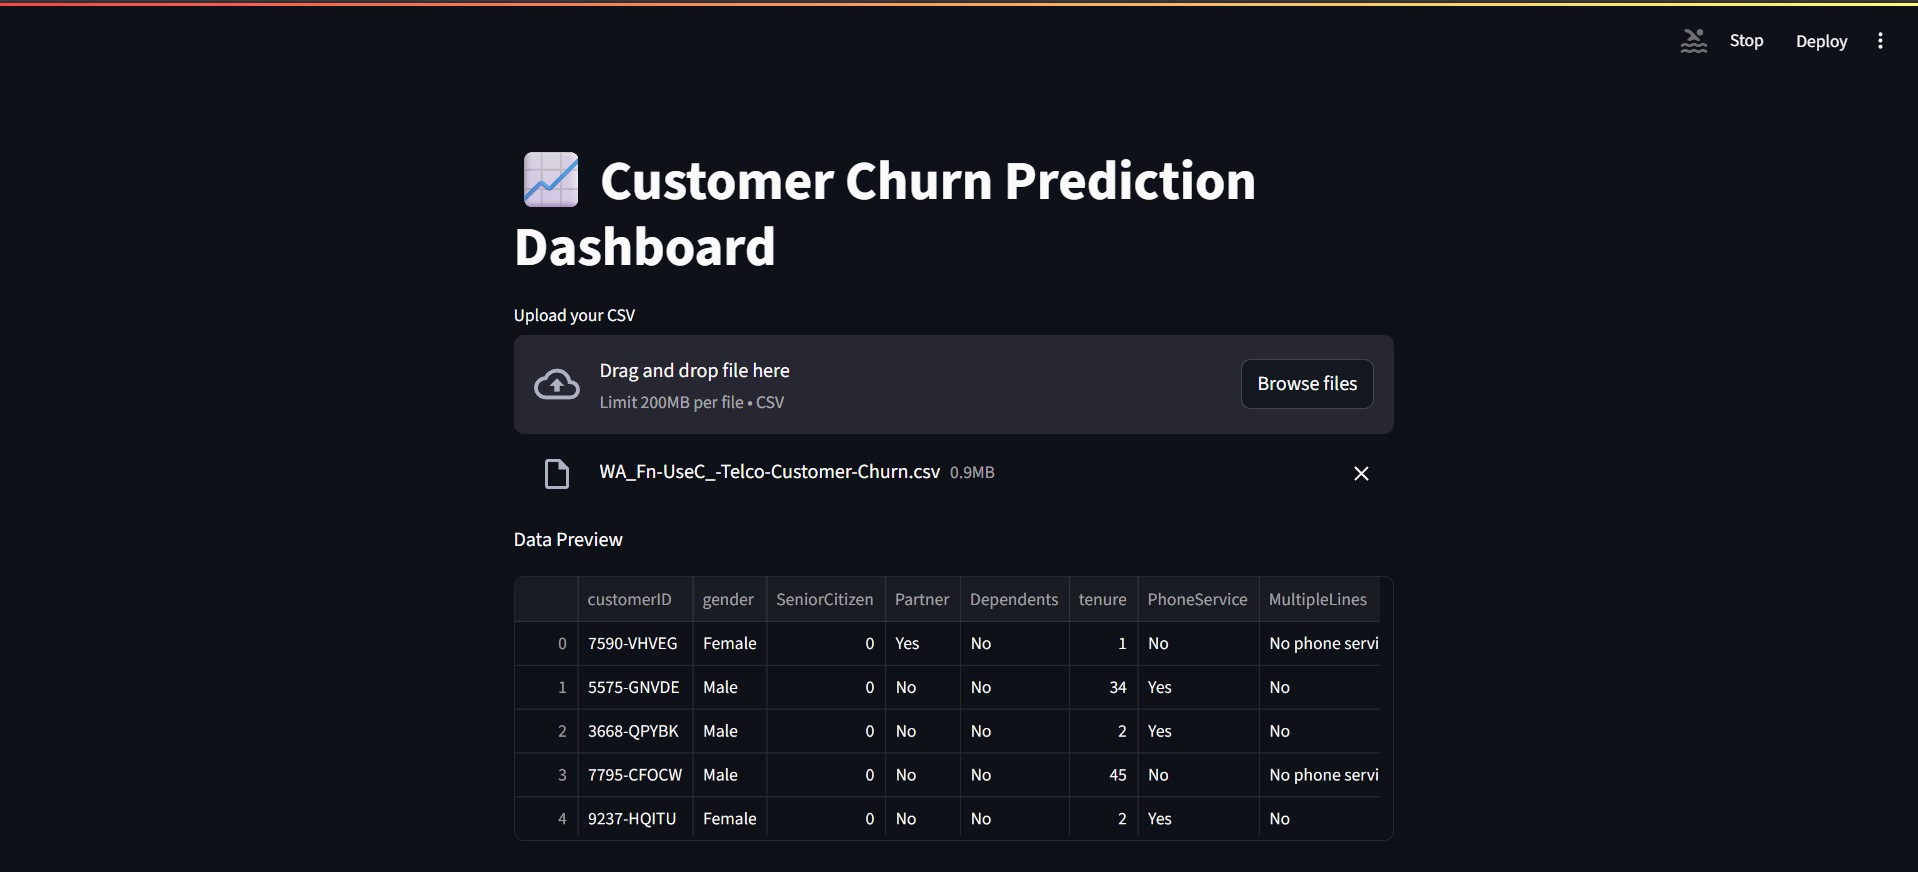 Stop Deploy
Customer Churn Prediction
Dashboard
Upload your CSV
Drag and drop file here
Limit 200MB per file • CSV
Browse files
WA_Fn-UseC_-Telco-Customer-Churn.csv 0.9MB
Data Preview
customerID gender SeniorCitizen Partner Dependents tenure PhoneService MultipleLines
0 7590-VHVEG Female 0 Yes No 1 No No phone servi
1 5575-GNVDE Male 0 No No 34 Yes No
2 3668-QPYBK Male 0 No No 2 Yes No
3 7795-CFOCW Male 0 No No 45 No No phone servi
4 9237-HQITU Female 0 No No 2 Yes No